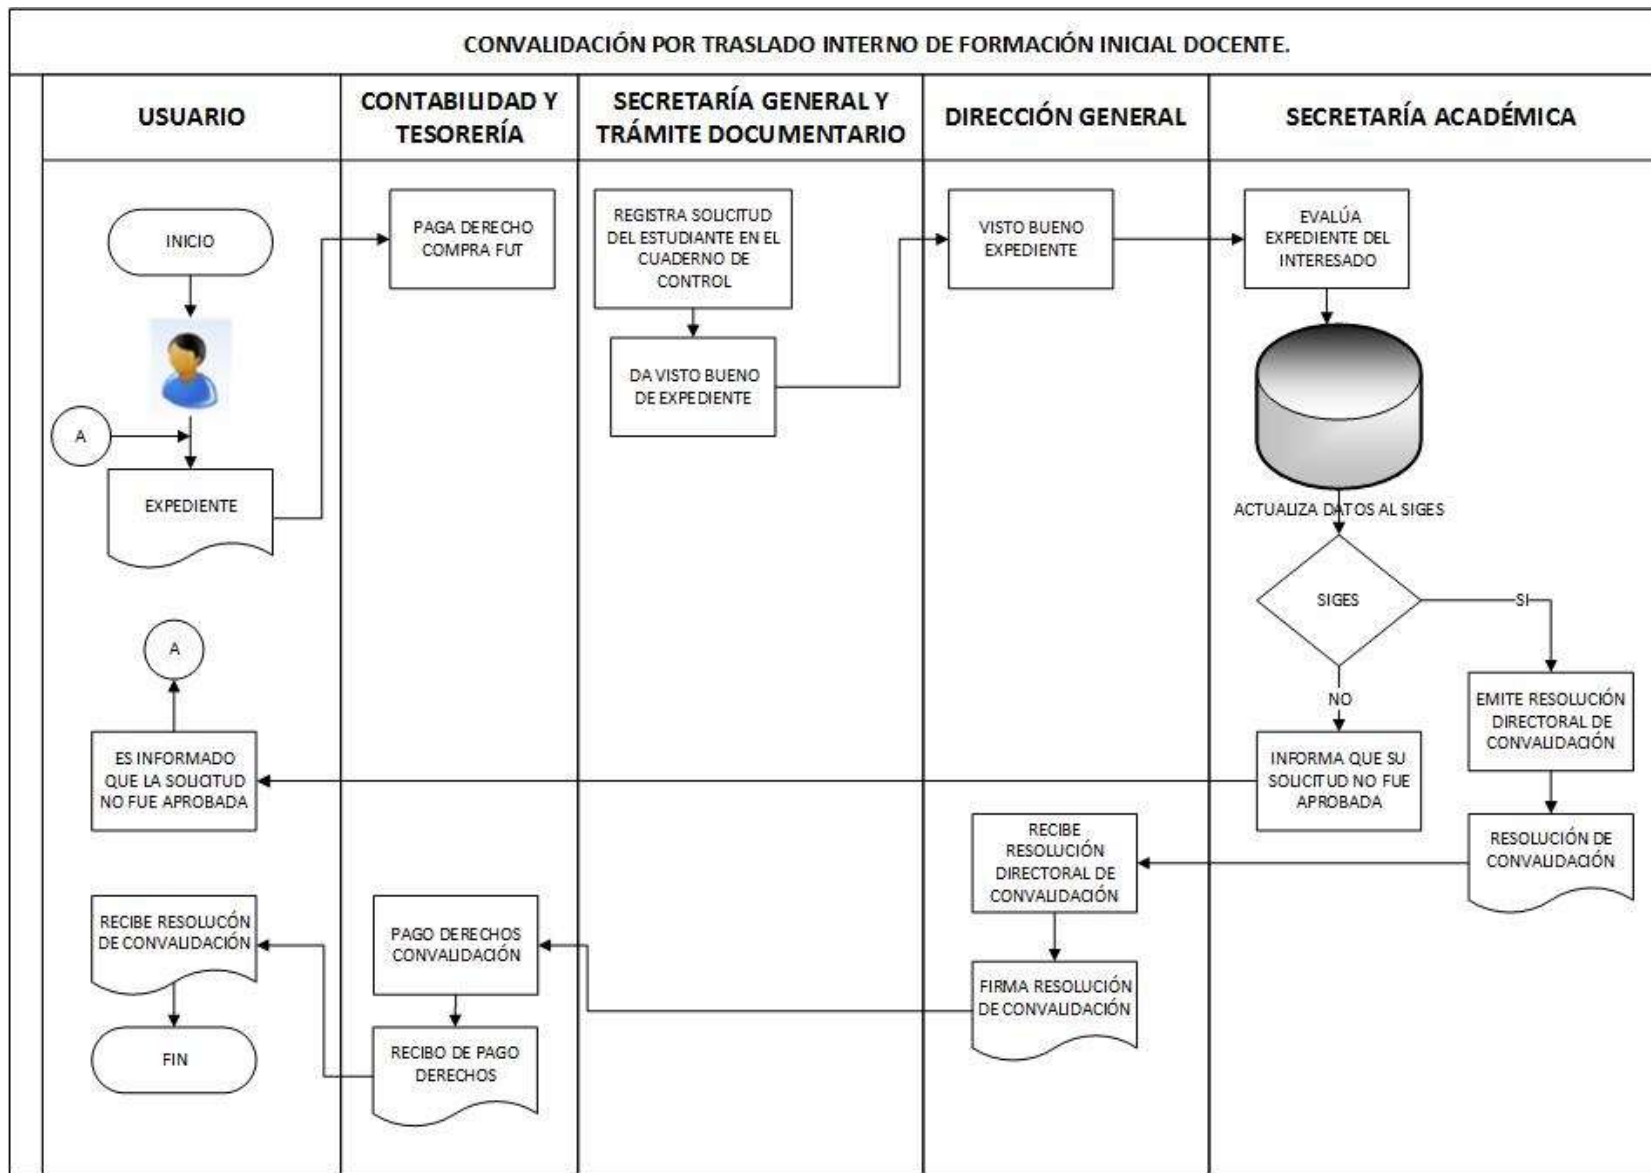 CONVALIDACIÓN POR TRASLADO INTERNO DE FORMACIÓN INICIAL DOCENTE.
USUARIO
CONTABILIDAD Y
TESORERÍA
SECRETARÍA GENERAL Y
TRÁMITE DOCUMENTARIO
DIRECCIÓN GENERAL
SECRETARÍA ACADÉMICA
INICIO
PAGA DERECHO
COMPRA FUT
REGISTRA SOLICITUD
DEL ESTUDIANTE EN EL
CUADERNO DE
CONTROL
VISTO BUENO
EXPEDIENTE
EVALÚA
EXPEDIENTE DEL
INTERESADO
DA VISTO BUENO
DE EXPEDIENTE
A
EXPEDIENTE
ACTUALIZA DATOS AL SIGES
SIGES
SI
NO
A
ES INFORMADO
QUE LA SOLICITUD
NO FUE APROBADA
INFORMA QUE SU
SOLICITUD NO FUE
APROBADA
EMITE RESOLUCIÓN
DIRECTORAL DE
CONVALIDACIÓN
RECIBE
RESOLUCIÓN
DIRECTORAL DE
CONVALIDACIÓN
RESOLUCIÓN DE
CONVALIDACIÓN
RECIBE RESOLUCÓN
DE CONVALIDACIÓN
PAGO DERECHOS
CONVALIDACIÓN
FIRMA RESOLUCIÓN
DE CONVALIDACIÓN
FIN
RECIBO DE PAGO
DERECHOS